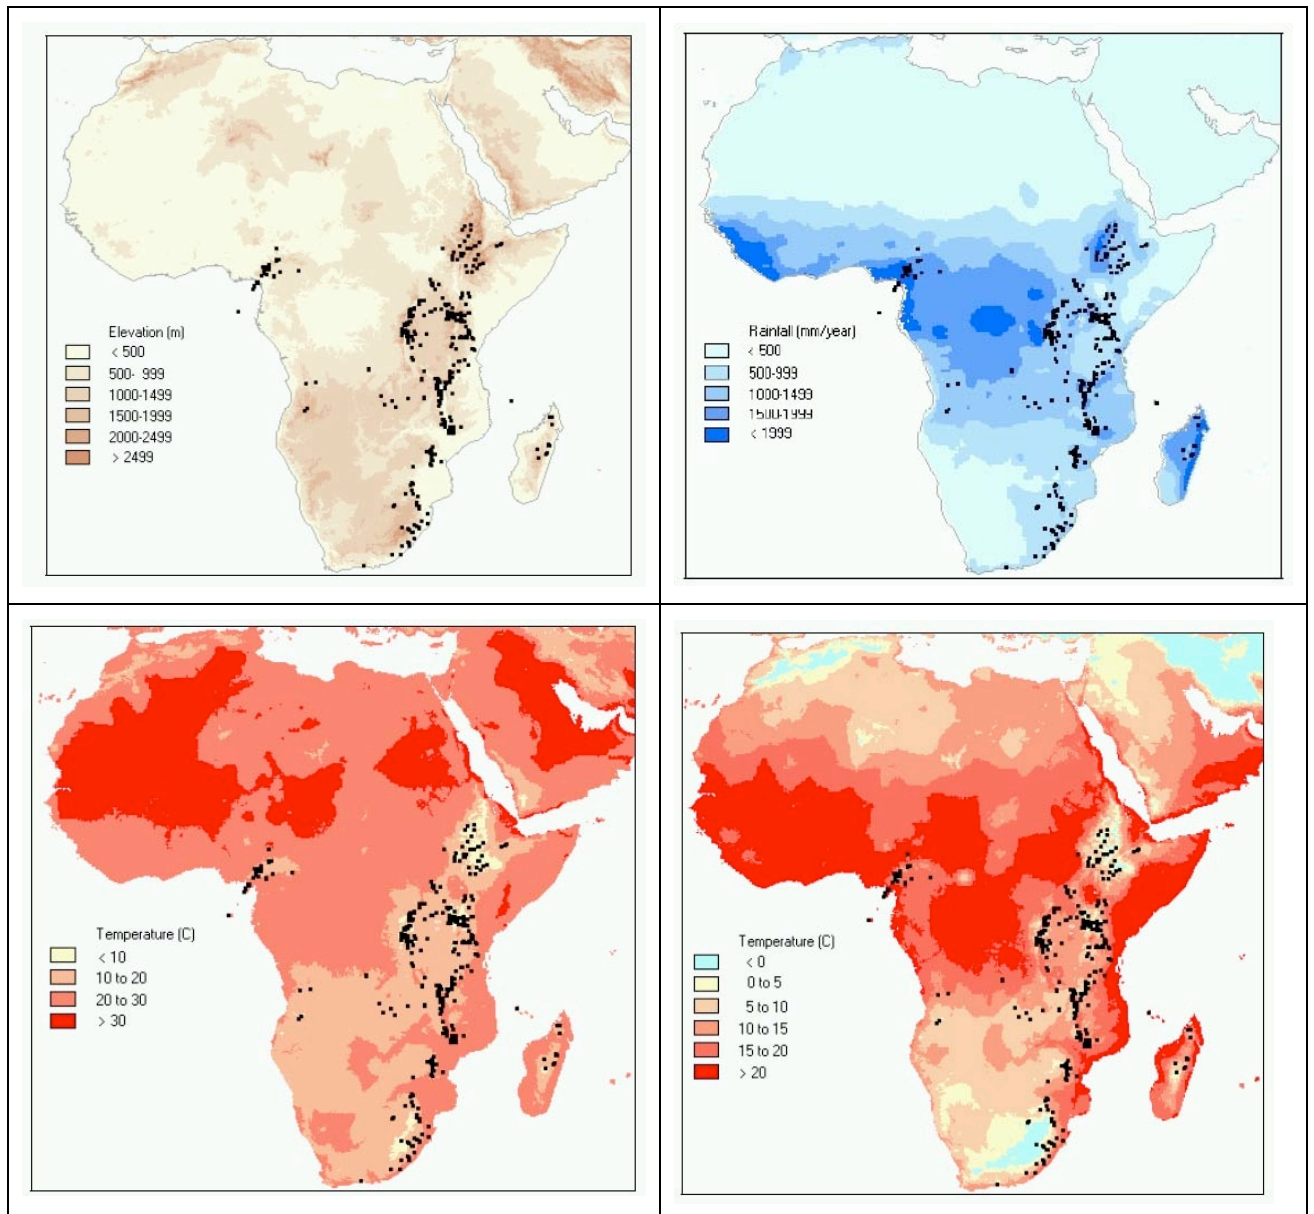 Elevation (m)
< 500
500- 999
1000-1499
1500-1999
2000-2499
> 2499
Rainfall (mm/year)
< 500
500-999
1000-1499
1500-1999
< 1999
Temperature (C)
< 10
10 to 20
20 to 30
> 30
Temperature (C)
< 0
0 to 5
5 to 10
10 to 15
15 to 20
> 20